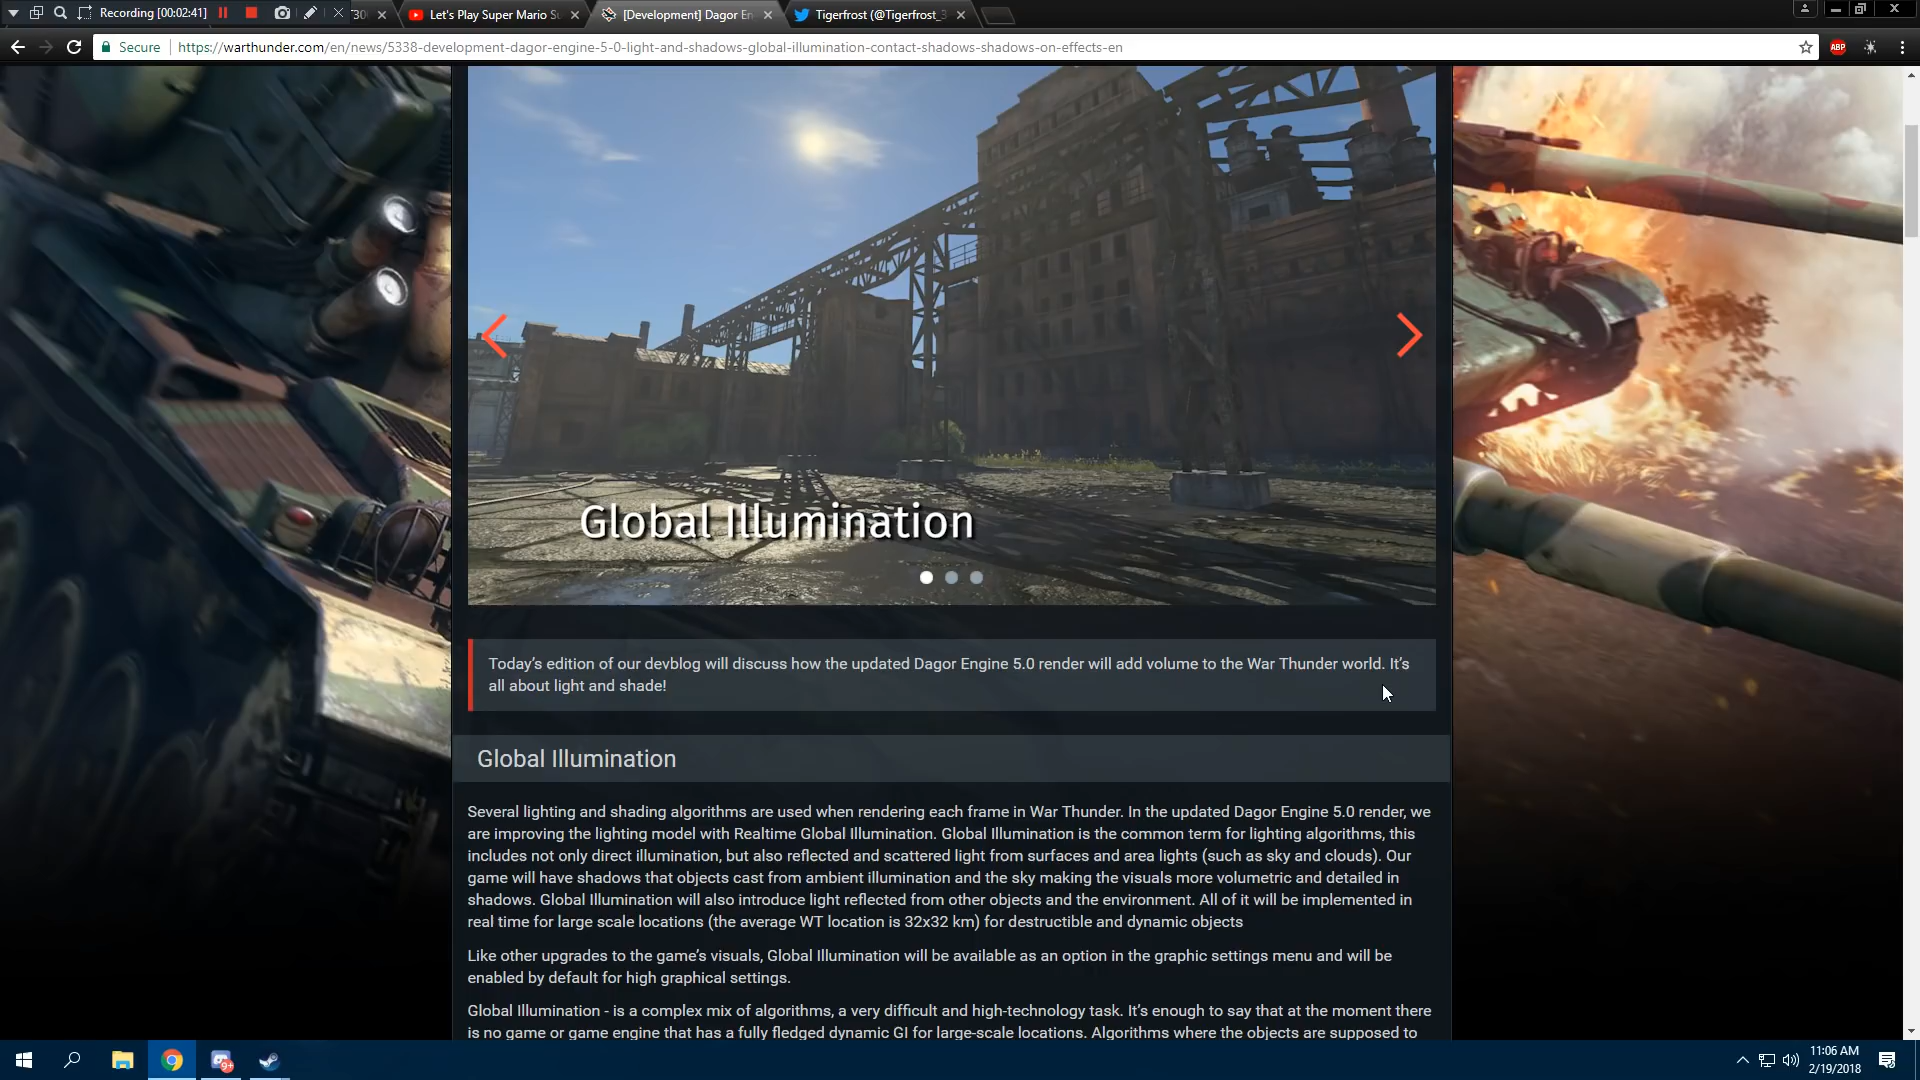 Recording [00:02:41]
Let's Play Super Mario Su
[Development] Dagor En
Tigerfrost (@Tigerfrost_3
Secure
https://warthunder.com/en/news/5338-development-dagor-engine-5-0-light-and-shadows-global-illumination-contact-shadows-shadows-on-effects-en
ABP
Global Illumination
Today's edition of our devblog will discuss how the updated Dagor Engine 5.0 render will add volume to the War Thunder world. It's
all about light and shade!
Global Illumination
Several lighting and shading algorithms are used when rendering each frame in War Thunder. In the updated Dagor Engine 5.0 render, we
are improving the lighting model with Realtime Global Illumination. Global Illumination is the common term for lighting algorithms, this
includes not only direct illumination, but also reflected and scattered light from surfaces and area lights (such as sky and clouds). Our
game will have shadows that objects cast from ambient illumination and the sky making the visuals more volumetric and detailed in
shadows. Global Illumination will also introduce light reflected from other objects and the environment. All of it will be implemented in
real time for large scale locations (the average WT location is 32x32 km) for destructible and dynamic objects
Like other upgrades to the game's visuals, Global Illumination will be available as an option in the graphic settings menu and will be
enabled by default for high graphical settings.
Global Illumination - is a complex mix of algorithms, a very difficult and high-technology task. It's enough to say that at the moment there
is no game or game engine that has a fully fledged dynamic GI for large-scale locations. Algorithms where the objects are supposed to
9+
11:06 AM
2/19/2018